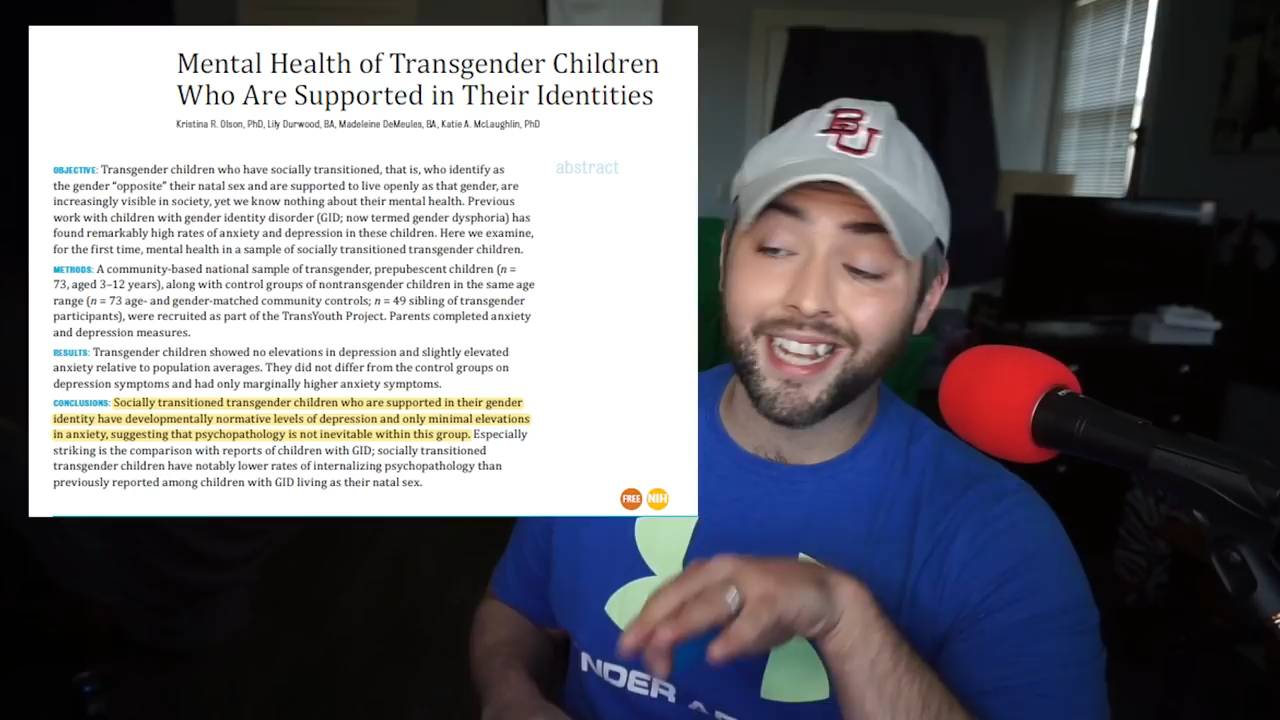 Mental Health of Transgender Children
Who Are Supported in Their Identities
Kristina R. Olson, PhD, Lily Durwood, BA, Madeleine DeMeules, BA, Katie A. McLaughlin, PhD
abstract
OBJECTIVE: Transgender children who have socially transitioned, that is, who identify as
the gender “opposite” their natal sex and are supported to live openly as that gender, are
increasingly visible in society, yet we know nothing about their mental health. Previous
work with children with gender identity disorder (GID; now termed gender dysphoria) has
found remarkably high rates of anxiety and depression in these children. Here we examine,
for the first time, mental health in a sample of socially transitioned transgender children.
METHODS: A community-based national sample of transgender, prepubescent children (n =
73, aged 3–12 years), along with control groups of nontransgender children in the same age
range (n = 73 age- and gender-matched community controls; n = 49 sibling of transgender
participants), were recruited as part of the TransYouth Project. Parents completed anxiety
and depression measures.
RESULTS: Transgender children showed no elevations in depression and slightly elevated
anxiety relative to population averages. They did not differ from the control groups on
depression symptoms and had only marginally higher anxiety symptoms.
CONCLUSIONS: Socially transitioned transgender children who are supported in their gender
identity have developmentally normative levels of depression and only minimal elevations
in anxiety, suggesting that psychopathology is not inevitable within this group. Especially
striking is the comparison with reports of children with GID; socially transitioned
transgender children have notably lower rates of internalizing psychopathology than
previously reported among children with GID living as their natal sex.
FREE NIH
BU
NDER A